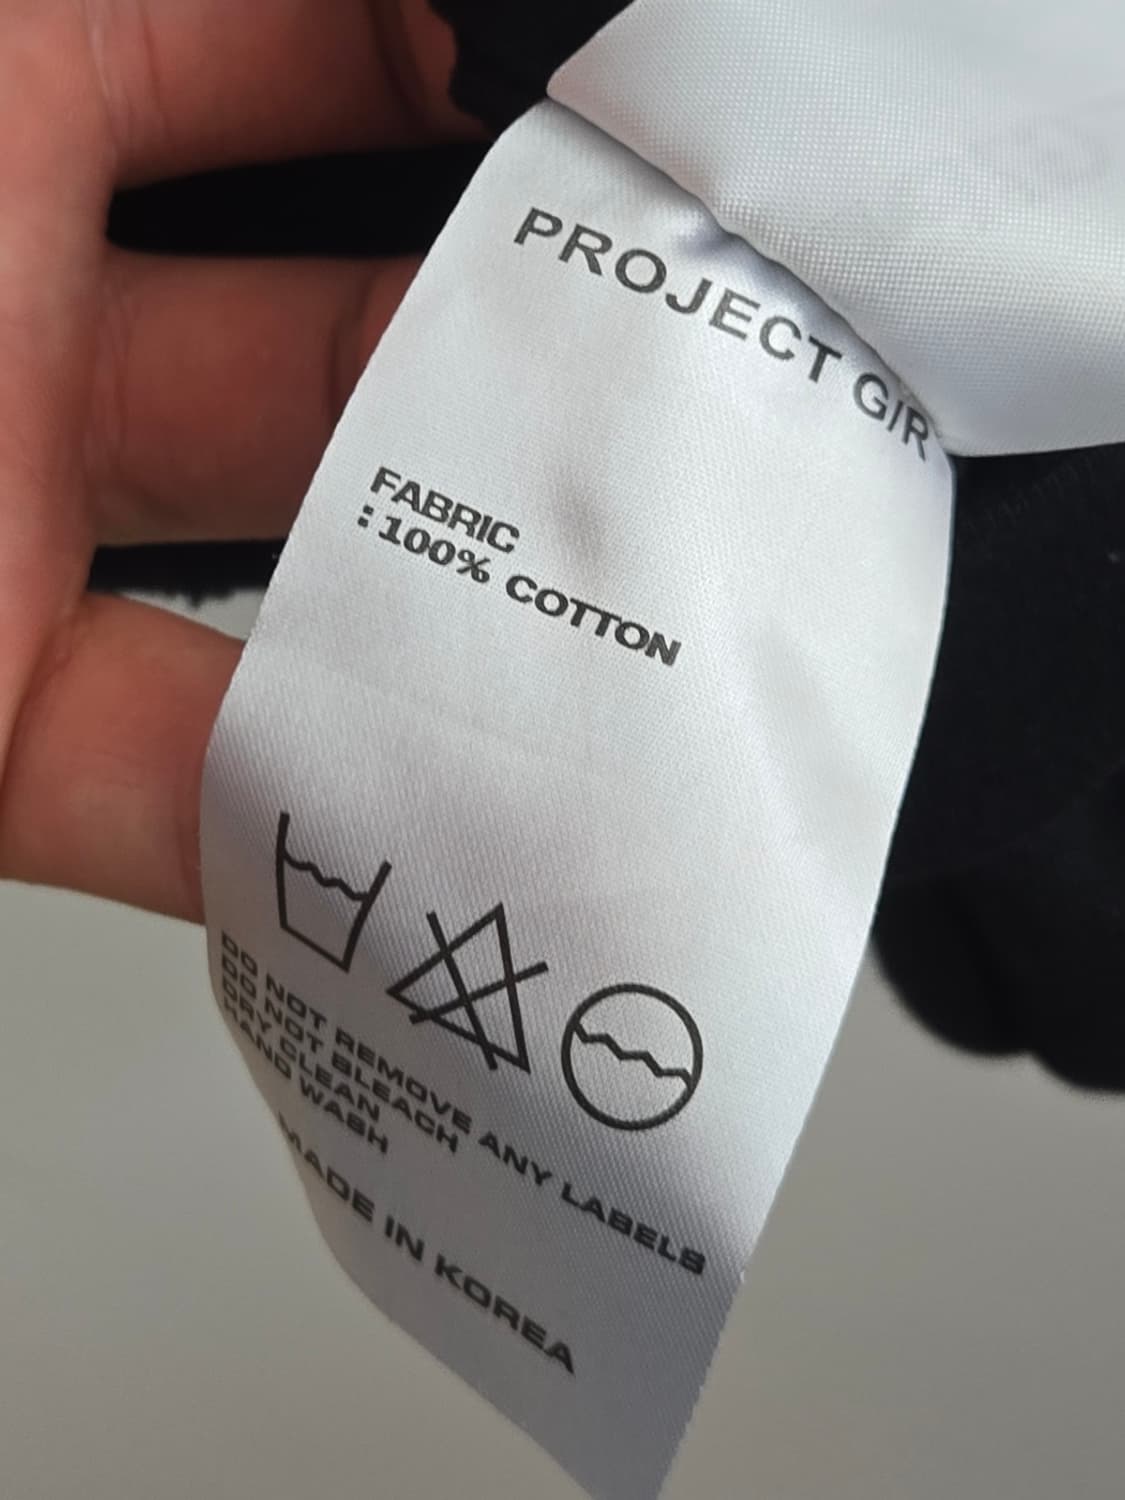 PROJECT G/R
FABRIC
: 100% COTTON
DO NOT REMOVE ANY LABELS
DO NOT BLEACH
DRY CLEAN
HAND WASH
MADE IN KOREA